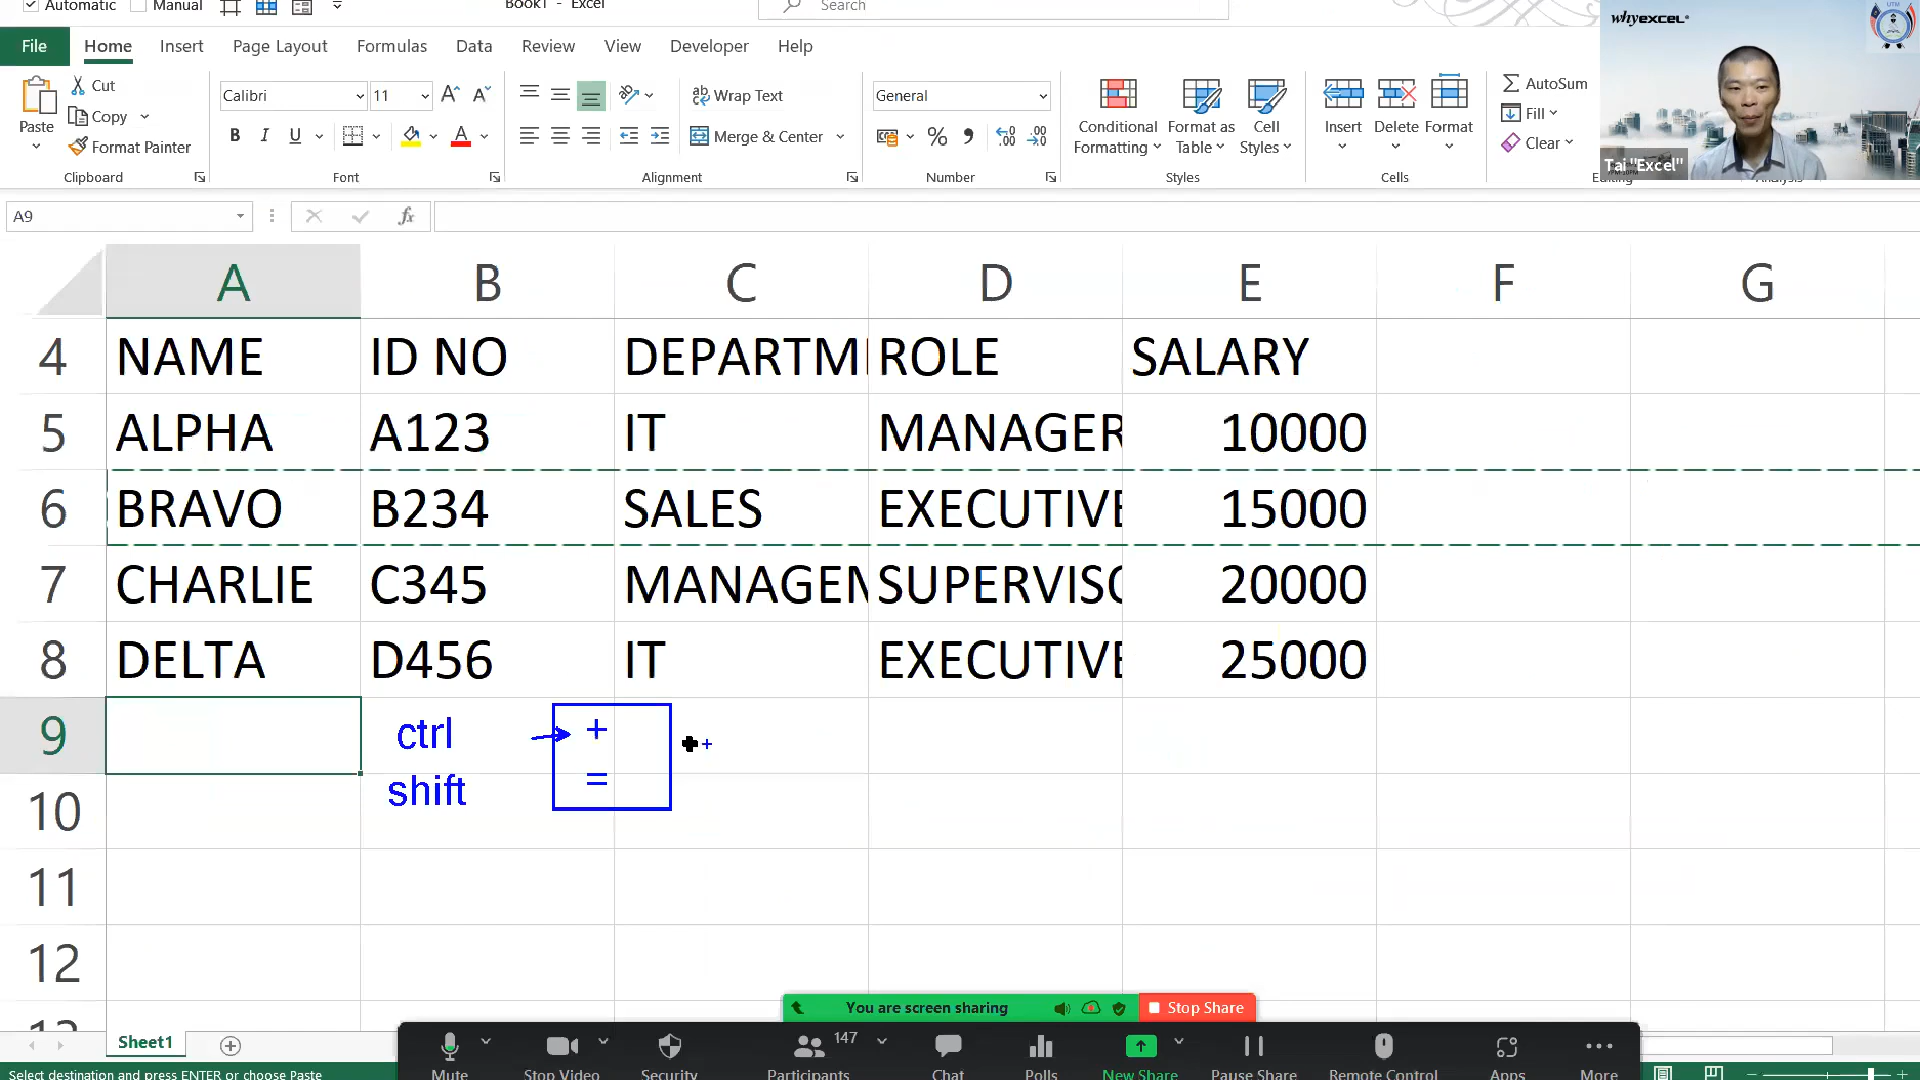 Automatic Manual Book1 - Excel Search
File Home Insert Page Layout Formulas Data Review View Developer Help
whyEXCEL
UTM
Paste Cut
Copy
Format Painter
Clipboard
Calibri 11
B I U A
Font
Wrap Text
Merge & Center
Alignment
General
%
Number
Conditional Formatting
Format as Table
Cell Styles
Styles
Insert Delete Format
Cells
AutoSum
Fill
Clear
Tai "Excel"
A9 fx
A B C D E F G
4 NAME ID NO DEPARTM ROLE SALARY
5 ALPHA A123 IT MANAGER 10000
6 BRAVO B234 SALES EXECUTIVE 15000
7 CHARLIE C345 MANAGEM SUPERVISO 20000
8 DELTA D456 IT EXECUTIVE 25000
9 ctrl +
shift =
10
11
12
13
You are screen sharing Stop Share
Sheet1
Mute Stop Video Security Participants 147 Chat Polls New Share Pause Share Remote Control Apps More
Select destination and press ENTER or choose Paste